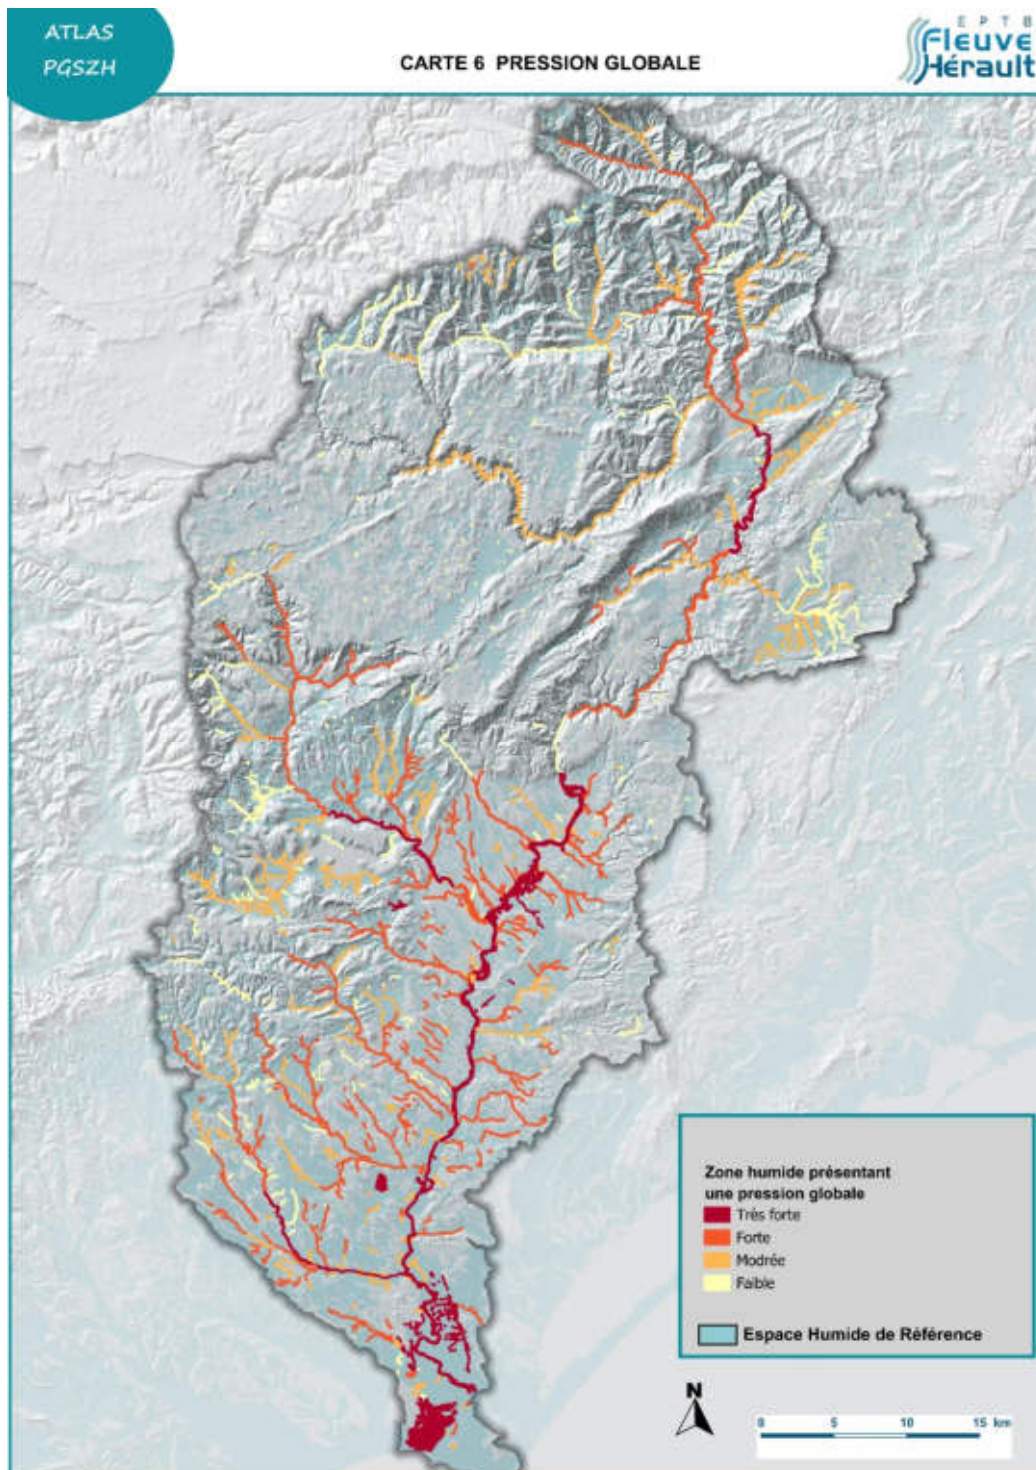 ATLAS
PGSZH
CARTE 6 PRESSION GLOBALE
EPTB
Fleuve
Hérault
Zone humide présentant
une pression globale
Très forte
Forte
Modrée
Faible
Espace Humide de Référence
N
0 5 10 15 km